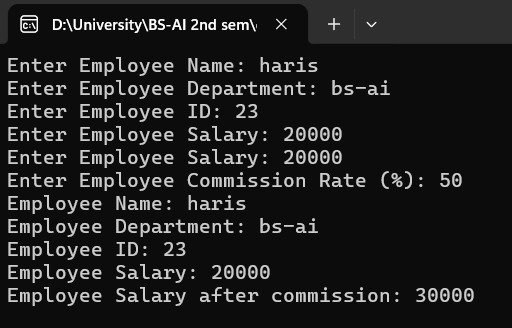 D:\University\BS-AI 2nd sem\
Enter Employee Name: haris
Enter Employee Department: bs-ai
Enter Employee ID: 23
Enter Employee Salary: 20000
Enter Employee Salary: 20000
Enter Employee Commission Rate (%): 50
Employee Name: haris
Employee Department: bs-ai
Employee ID: 23
Employee Salary: 20000
Employee Salary after commission: 30000